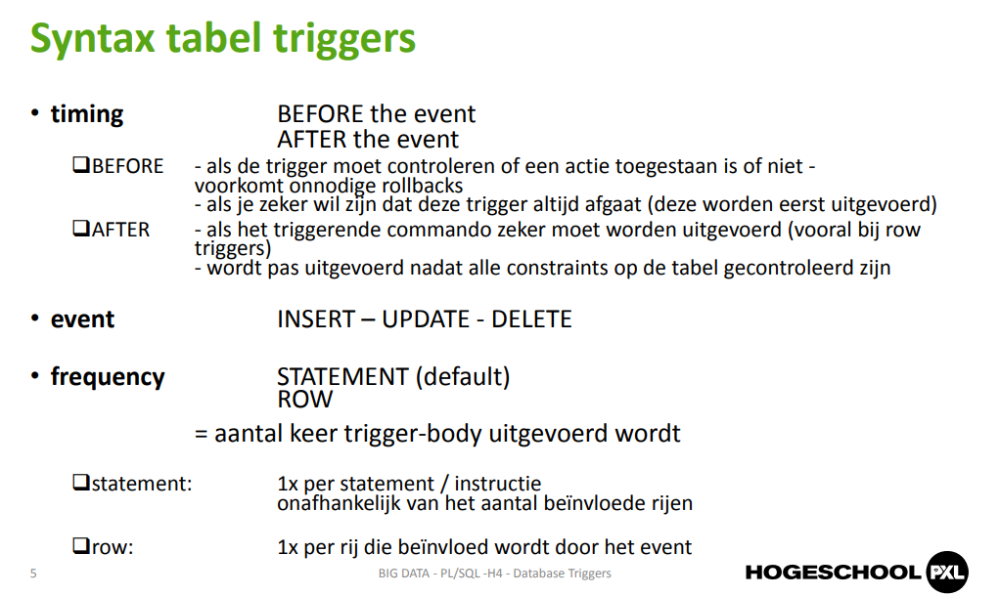 Syntax tabel triggers
• timing BEFORE the event
AFTER the event
❑BEFORE - als de trigger moet controleren of een actie toegestaan is of niet -
voorkomt onnodige rollbacks
- als je zeker wil zijn dat deze trigger altijd afgaat (deze worden eerst uitgevoerd)
❑AFTER - als het triggerende commando zeker moet worden uitgevoerd (vooral bij row
triggers)
- wordt pas uitgevoerd nadat alle constraints op de tabel gecontroleerd zijn
• event INSERT – UPDATE - DELETE
• frequency STATEMENT (default)
ROW
= aantal keer trigger-body uitgevoerd wordt
❑statement: 1x per statement / instructie
onafhankelijk van het aantal beïnvloede rijen
❑row: 1x per rij die beïnvloed wordt door het event
5 BIG DATA - PL/SQL -H4 - Database Triggers
HOGESCHOOL PXL